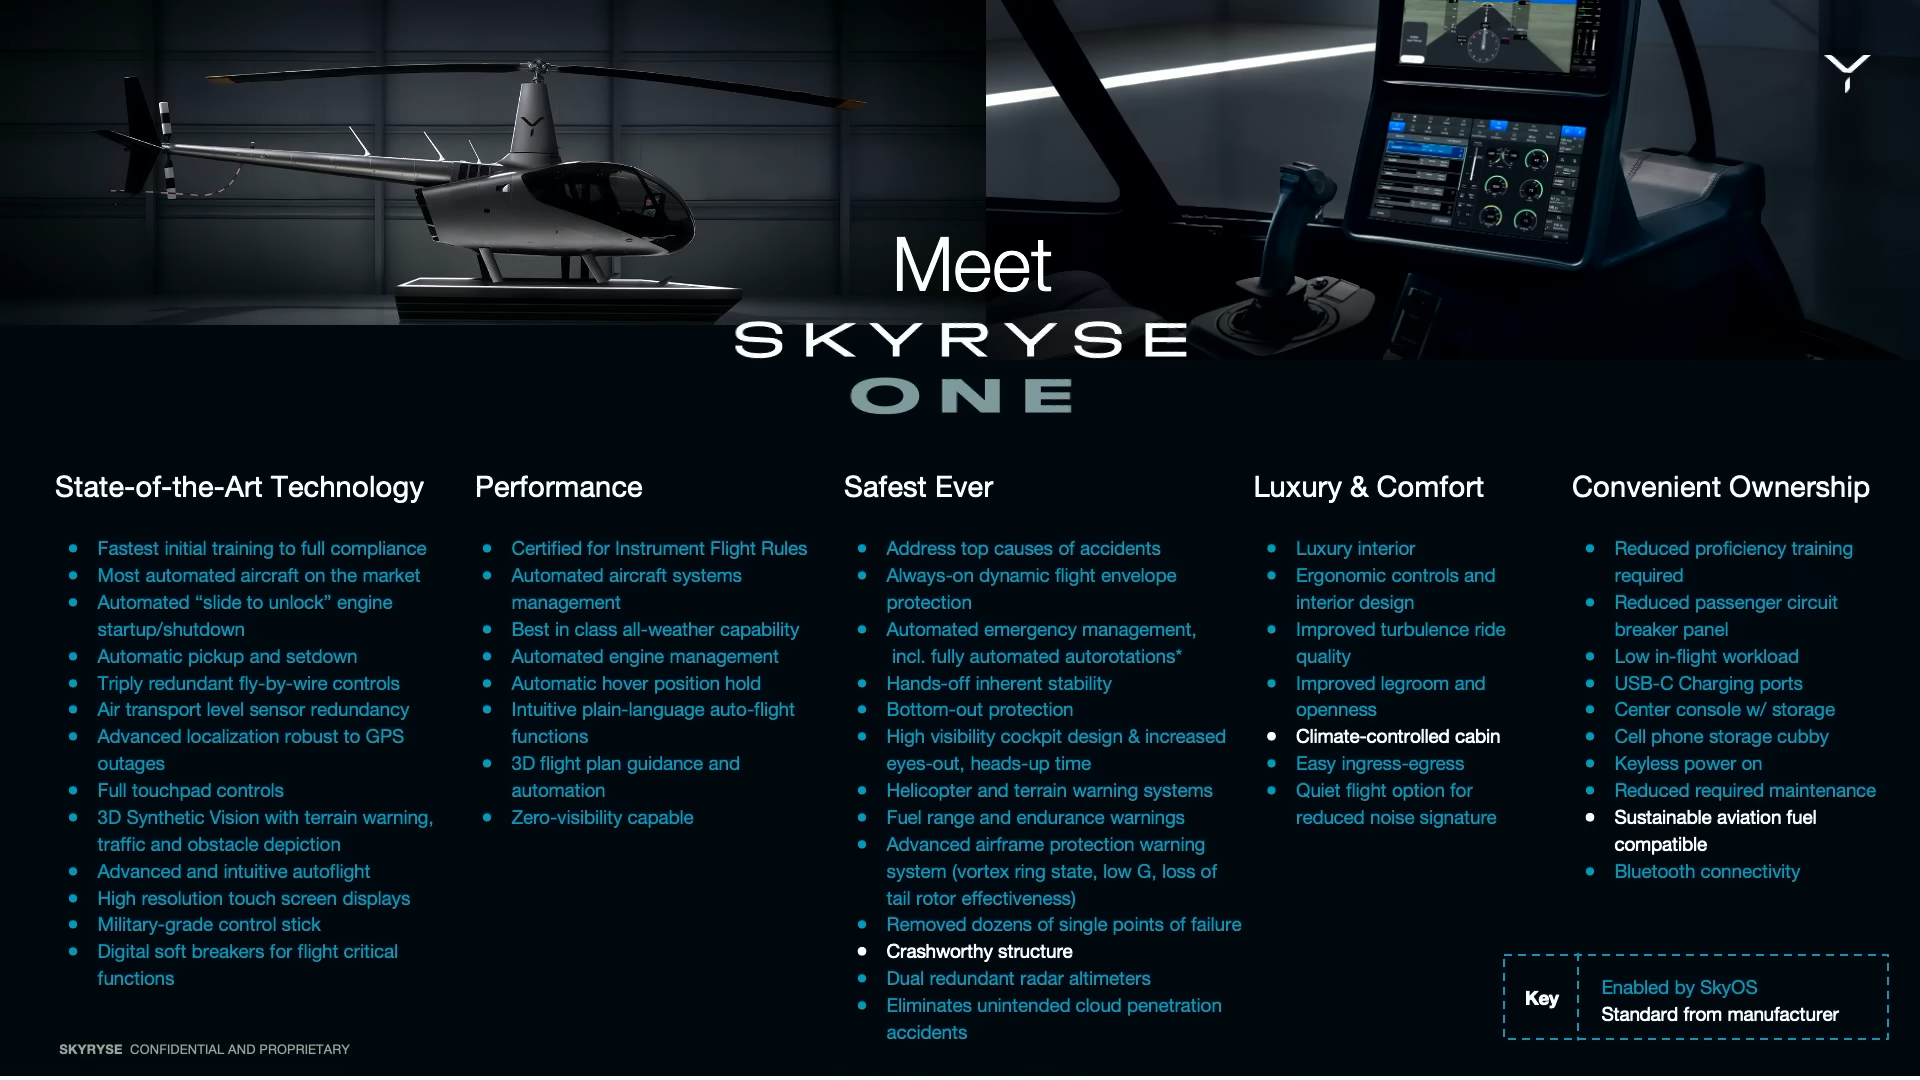 Meet
SKYRYSE
ONE
State-of-the-Art Technology
• Fastest initial training to full compliance
• Most automated aircraft on the market
• Automated “slide to unlock” engine
startup/shutdown
• Automatic pickup and setdown
• Triply redundant fly-by-wire controls
• Air transport level sensor redundancy
• Advanced localization robust to GPS
outages
• Full touchpad controls
• 3D Synthetic Vision with terrain warning,
traffic and obstacle depiction
• Advanced and intuitive autoflight
• High resolution touch screen displays
• Military-grade control stick
• Digital soft breakers for flight critical
functions
Performance
• Certified for Instrument Flight Rules
• Automated aircraft systems
management
• Best in class all-weather capability
• Automated engine management
• Automatic hover position hold
• Intuitive plain-language auto-flight
functions
• 3D flight plan guidance and
automation
• Zero-visibility capable
Safest Ever
• Address top causes of accidents
• Always-on dynamic flight envelope
protection
• Automated emergency management,
incl. fully automated autorotations*
• Hands-off inherent stability
• Bottom-out protection
• High visibility cockpit design & increased
eyes-out, heads-up time
• Helicopter and terrain warning systems
• Fuel range and endurance warnings
• Advanced airframe protection warning
system (vortex ring state, low G, loss of
tail rotor effectiveness)
• Removed dozens of single points of failure
• Crashworthy structure
• Dual redundant radar altimeters
• Eliminates unintended cloud penetration
accidents
Luxury & Comfort
• Luxury interior
• Ergonomic controls and
interior design
• Improved turbulence ride
quality
• Improved legroom and
openness
• Climate-controlled cabin
• Easy ingress-egress
• Quiet flight option for
reduced noise signature
Convenient Ownership
• Reduced proficiency training
required
• Reduced passenger circuit
breaker panel
• Low in-flight workload
• USB-C Charging ports
• Center console w/ storage
• Cell phone storage cubby
• Keyless power on
• Reduced required maintenance
• Sustainable aviation fuel
compatible
• Bluetooth connectivity
Key
Enabled by SkyOS
Standard from manufacturer
SKYRYSE CONFIDENTIAL AND PROPRIETARY